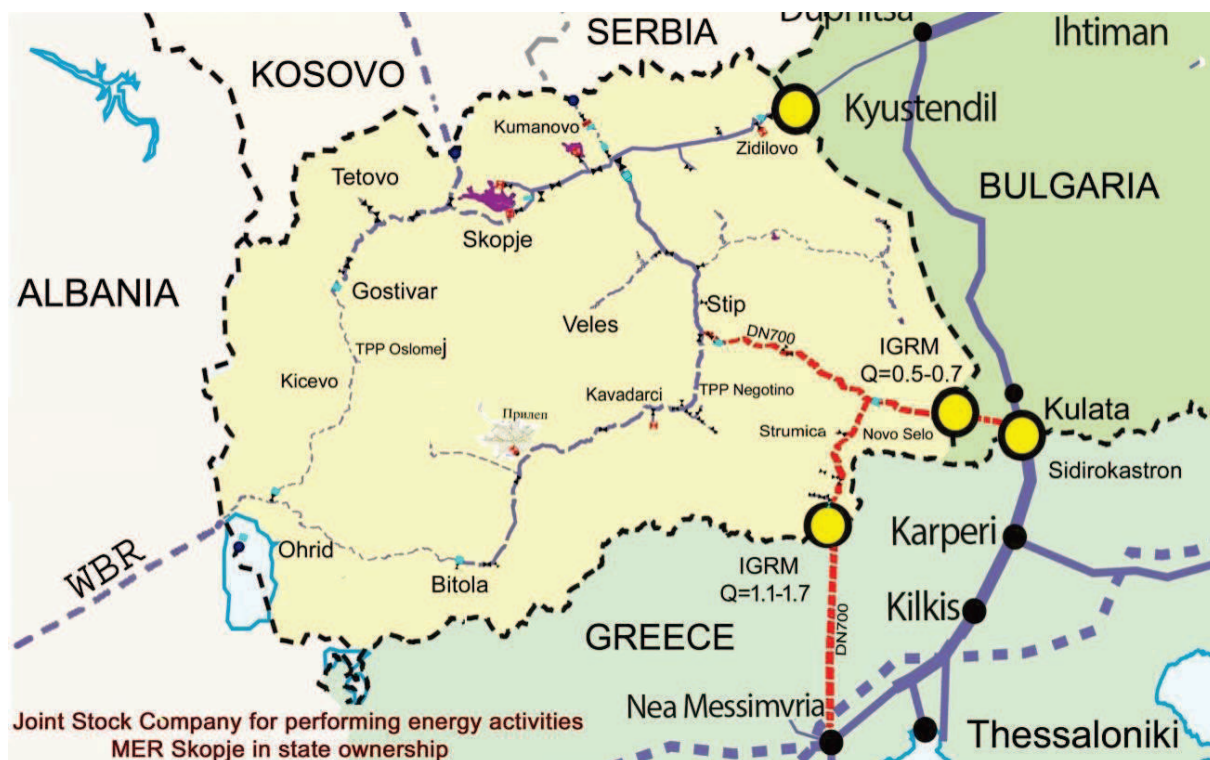 Dupnitsa
SERBIA
Ihtiman
KOSOVO
Kyustendil
Kumanovo
Zidilovo
Tetovo
BULGARIA
Skopje
ALBANIA
Gostivar
Stip
Veles
DN700
IGRM
Q=0.5-0.7
TPP Oslomej
Kicevo
Kavadarci
TPP Negotino
Прилеп
Strumica
Novo Selo
Kulata
Sidirokastron
Ohrid
WBR
Bitola
IGRM
Q=1.1-1.7
Karperi
DN700
Kilkis
GREECE
Nea Messimvria
Thessaloniki
Joint Stock Company for performing energy activities
MER Skopje in state ownership